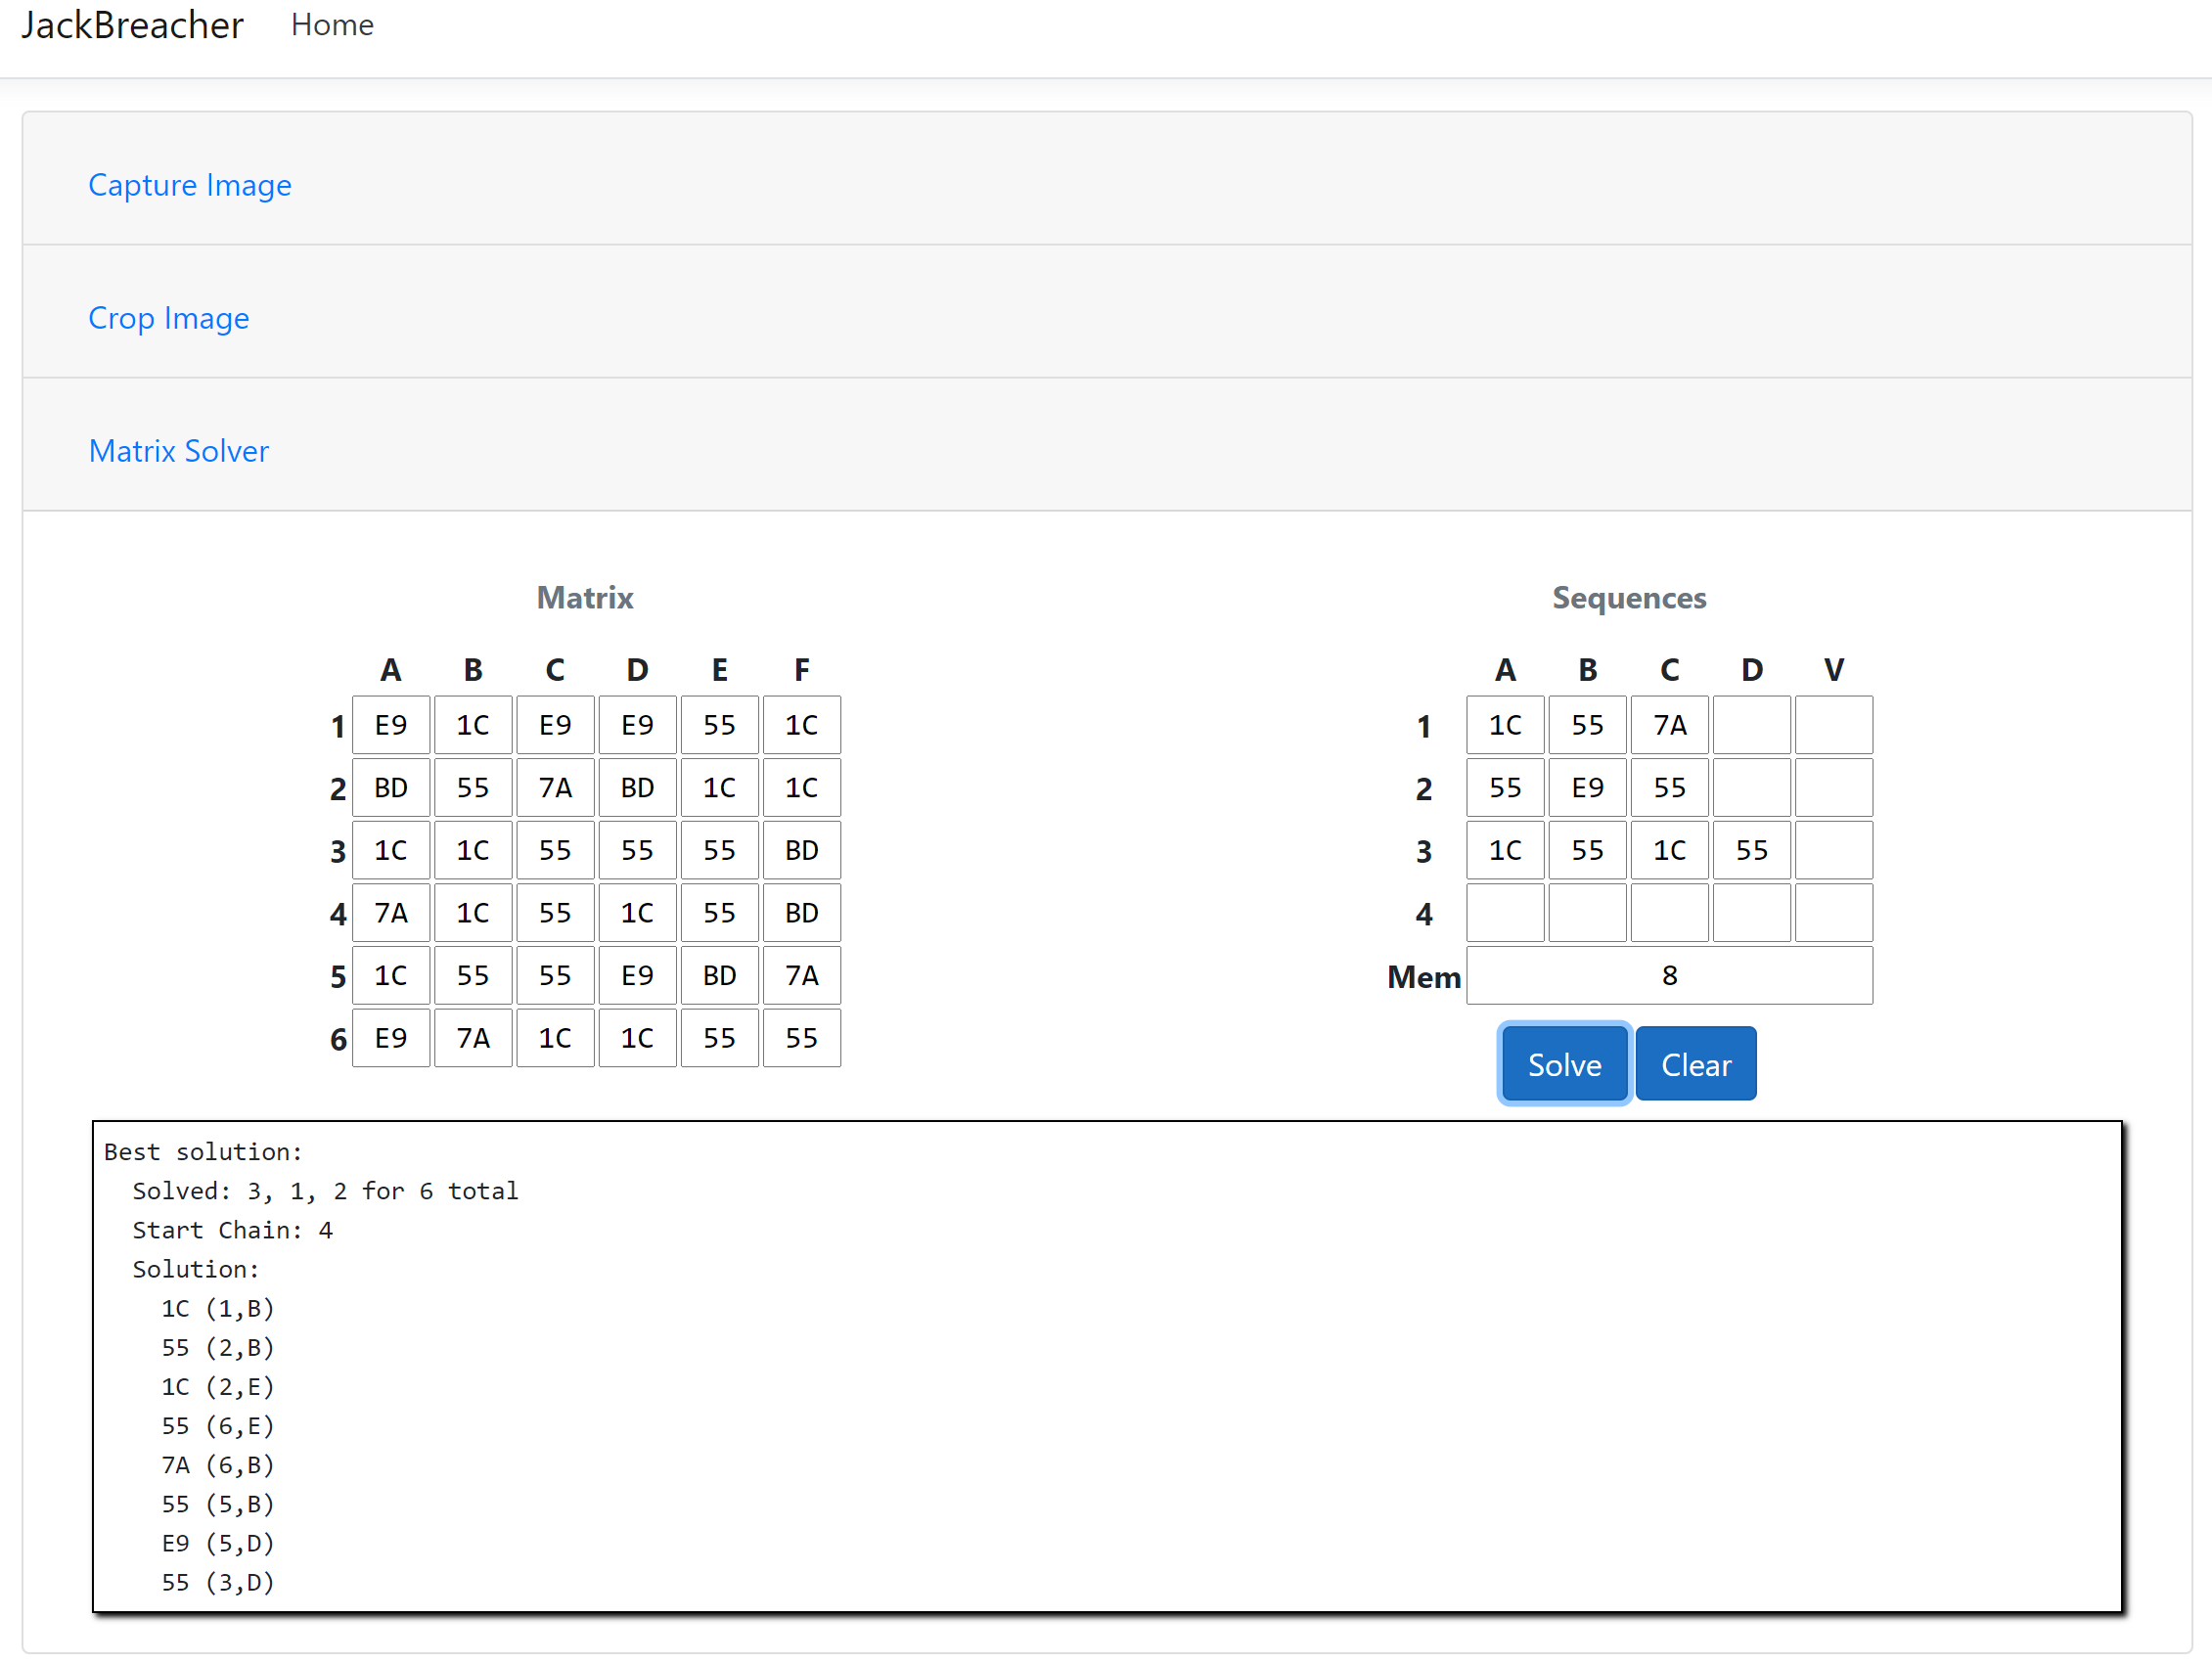 JackBreacher Home
Capture Image
Crop Image
Matrix Solver
Matrix
A B C D E F
1 E9 1C E9 E9 55 1C
2 BD 55 7A BD 1C 1C
3 1C 1C 55 55 55 BD
4 7A 1C 55 1C 55 BD
5 1C 55 55 E9 BD 7A
6 E9 7A 1C 1C 55 55
Sequences
A B C D V
1 1C 55 7A
2 55 E9 55
3 1C 55 1C 55
4
Mem 8
Solve Clear
Best solution:
Solved: 3, 1, 2 for 6 total
Start Chain: 4
Solution:
1C (1,B)
55 (2,B)
1C (2,E)
55 (6,E)
7A (6,B)
55 (5,B)
E9 (5,D)
55 (3,D)